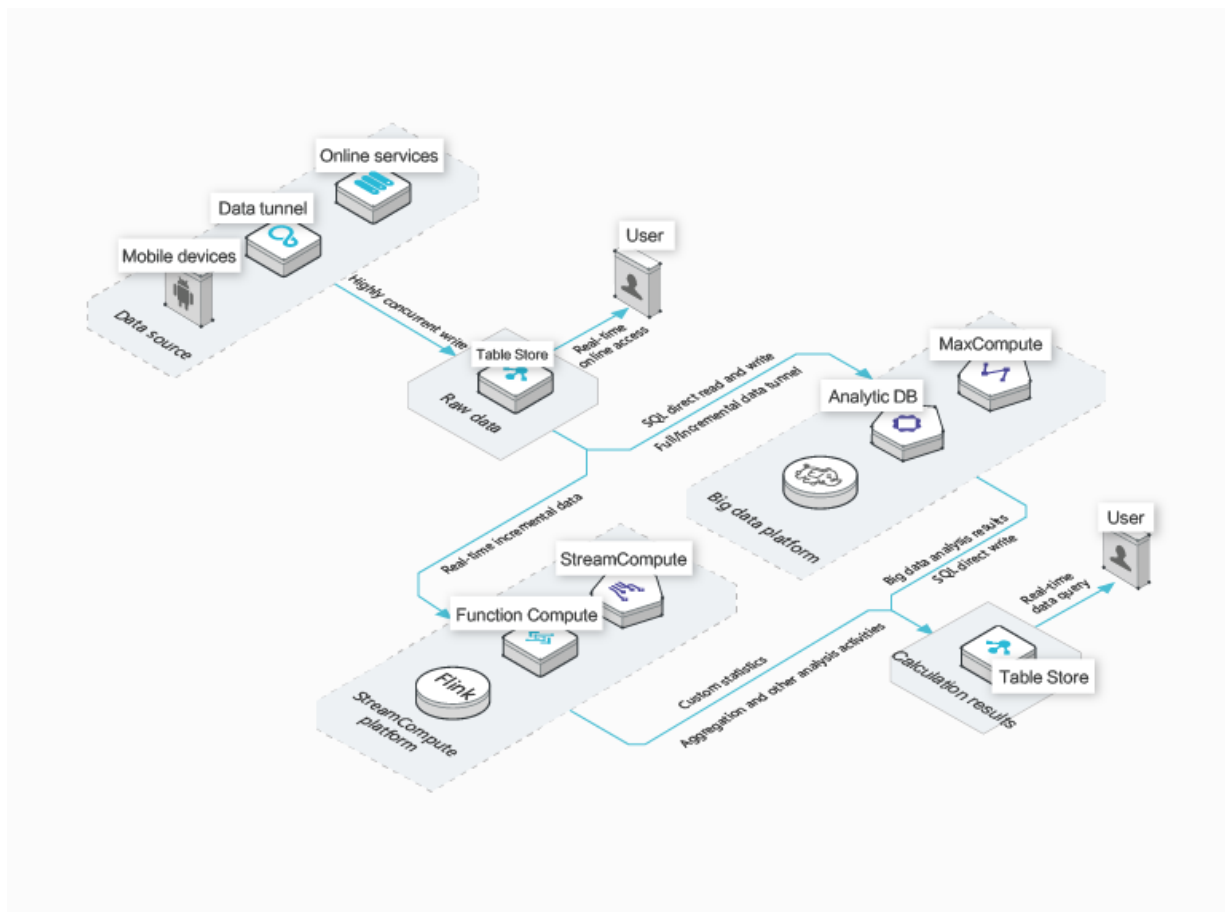 Online services
Data tunnel
Mobile devices
Data source
Highly concurrent write
User
Real-time
online access
Table Store
Raw data
SQL direct read and write
Full/Incremental data tunnel
MaxCompute
Analytic DB
Big data platform
Real-time incremental data
StreamCompute
Function Compute
Flink
StreamCompute
platform
Big data analysis results
SQL direct write
Custom statistics
Aggregation and other analysis activities
User
Real-time
data query
Table Store
Calculation results